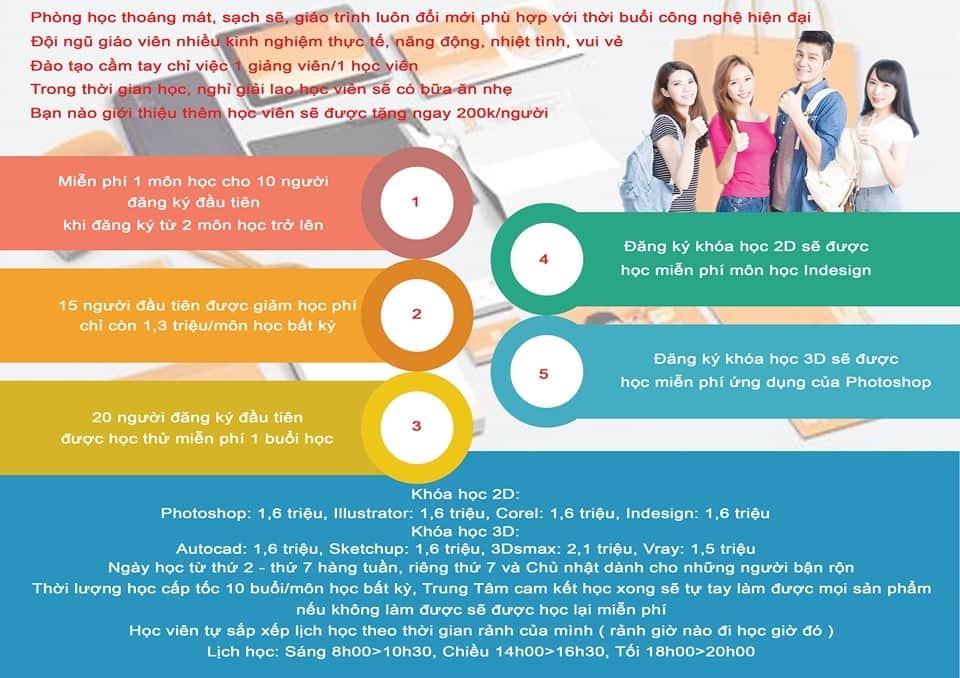 Phòng học thoáng mát, sạch sẽ, giáo trình luôn đổi mới phù hợp với thời buổi công nghệ hiện đại
Đội ngũ giáo viên nhiều kinh nghiệm thực tế, năng động, nhiệt tình, vui vẻ
Đào tạo cầm tay chỉ việc 1 giảng viên/1 học viên
Trong thời gian học, nghỉ giải lao học viên sẽ có bữa ăn nhẹ
Bạn nào giới thiệu thêm học viên sẽ được tặng ngay 200k/người
Miễn phí 1 môn học cho 10 người
đăng ký đầu tiên
khi đăng ký từ 2 môn học trở lên
1
15 người đầu tiên được giảm học phí
chỉ còn 1,3 triệu/môn học bất kỳ
2
20 người đăng ký đầu tiên
được học thử miễn phí 1 buổi học
3
4
Đăng ký khóa học 2D sẽ được
học miễn phí môn học Indesign
5
Đăng ký khóa học 3D sẽ được
học miễn phí ứng dụng của Photoshop
Khóa học 2D:
Photoshop: 1,6 triệu, Illustrator: 1,6 triệu, Corel: 1,6 triệu, Indesign: 1,6 triệu
Khóa học 3D:
Autocad: 1,6 triệu, Sketchup: 1,6 triệu, 3Dsmax: 2,1 triệu, Vray: 1,5 triệu
Ngày học từ thứ 2 - thứ 7 hàng tuần, riêng thứ 7 và Chủ nhật dành cho những người bận rộn
Thời lượng học cấp tốc 10 buổi/môn học bất kỳ, Trung Tâm cam kết học xong sẽ tự tay làm được mọi sản phẩm
nếu không làm được sẽ được học lại miễn phí
Học viên tự sắp xếp lịch học theo thời gian rảnh của mình ( rảnh giờ nào đi học giờ đó )
Lịch học: Sáng 8h00>10h30, Chiều 14h00>16h30, Tối 18h00>20h00